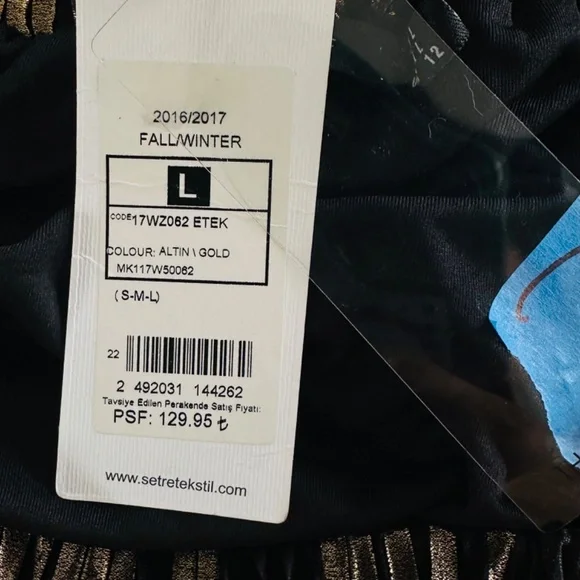 2016/2017
FALL/WINTER
L
CODE 17WZ062 ETEK
COLOUR: ALTIN \ GOLD
MK117W50062
( S-M-L)
22
2 492031 144262
Tavsiye Edilen Perakende Satış Fiyatı:
PSF: 129.95 ₺
www.setretekstil.com
12